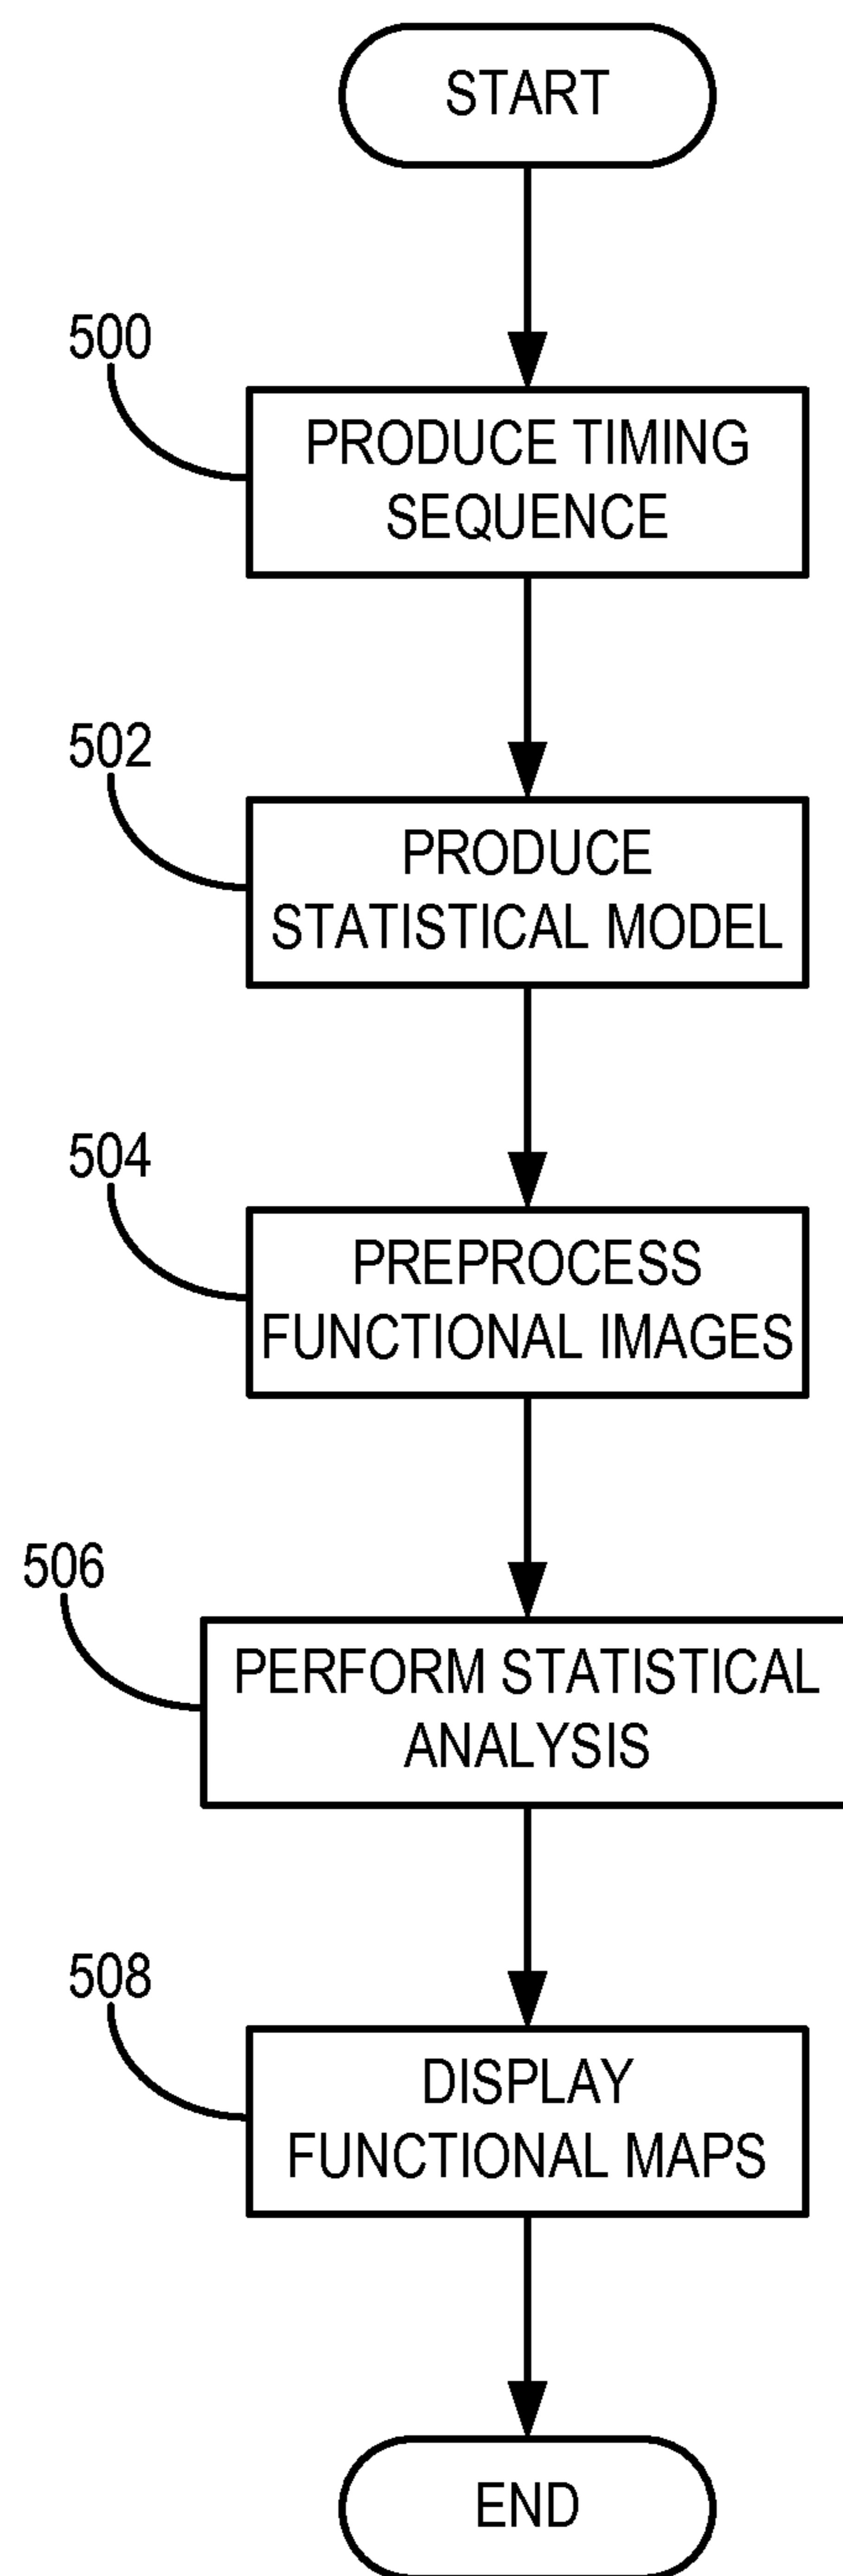 START
500
PRODUCE TIMING
SEQUENCE
502
PRODUCE
STATISTICAL MODEL
504
PREPROCESS
FUNCTIONAL IMAGES
506
PERFORM STATISTICAL
ANALYSIS
508
DISPLAY
FUNCTIONAL MAPS
END